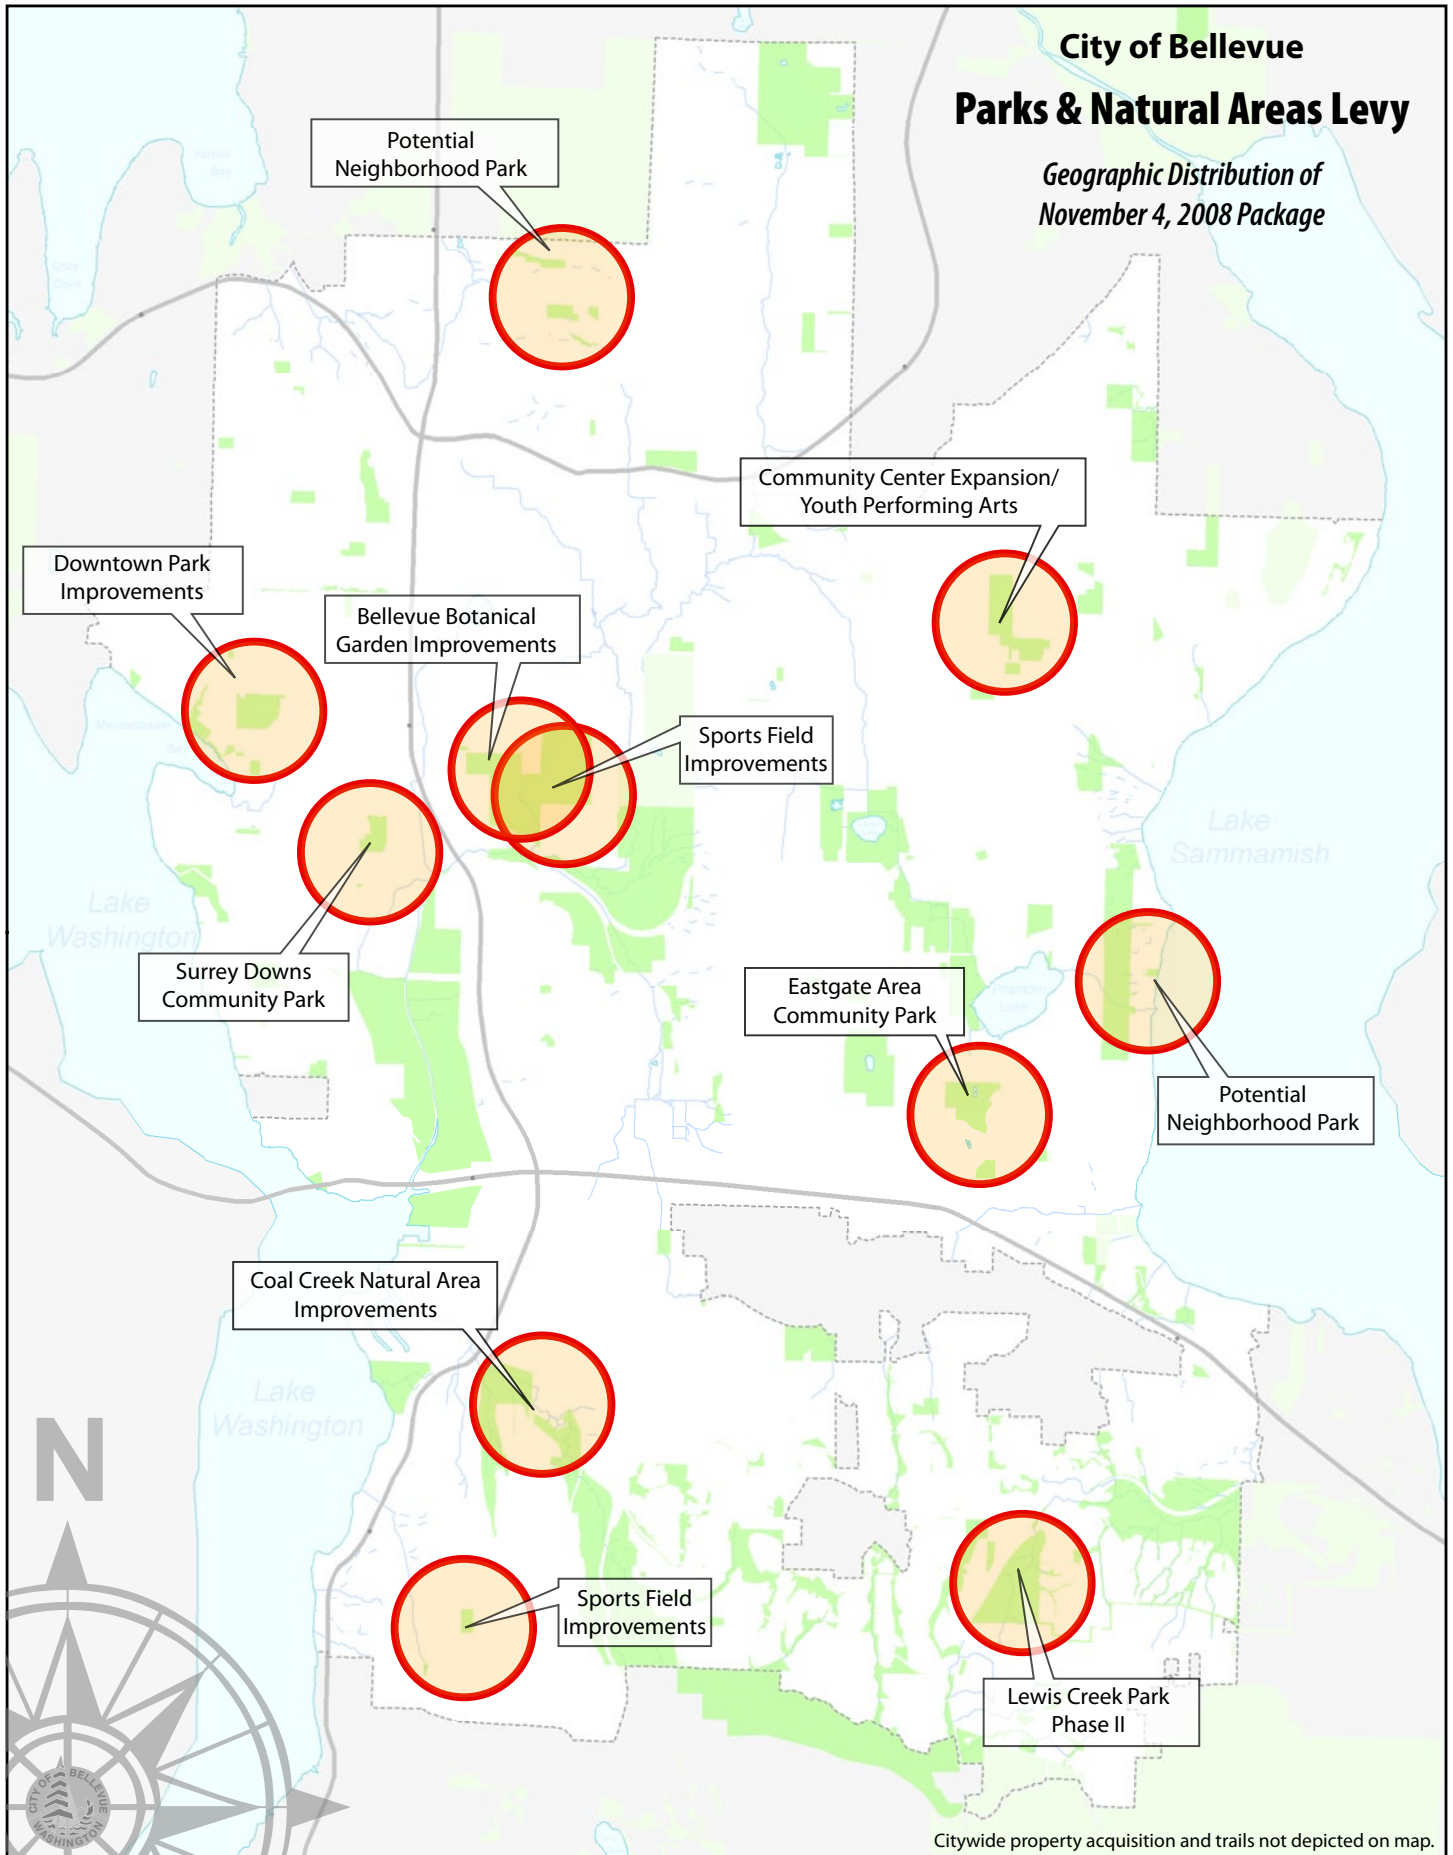 City of Bellevue
Parks & Natural Areas Levy
Geographic Distribution of
November 4, 2008 Package
Potential
Neighborhood Park
Community Center Expansion/
Youth Performing Arts
Downtown Park
Improvements
Bellevue Botanical
Garden Improvements
Sports Field
Improvements
Lake
Sammamish
Lake
Washington
Surrey Downs
Community Park
Eastgate Area
Community Park
Phantom
Lake
Potential
Neighborhood Park
Coal Creek Natural Area
Improvements
Lake
Washington
N
Sports Field
Improvements
Lewis Creek Park
Phase II
CITY OF BELLEVUE
WASHINGTON
Citywide property acquisition and trails not depicted on map.